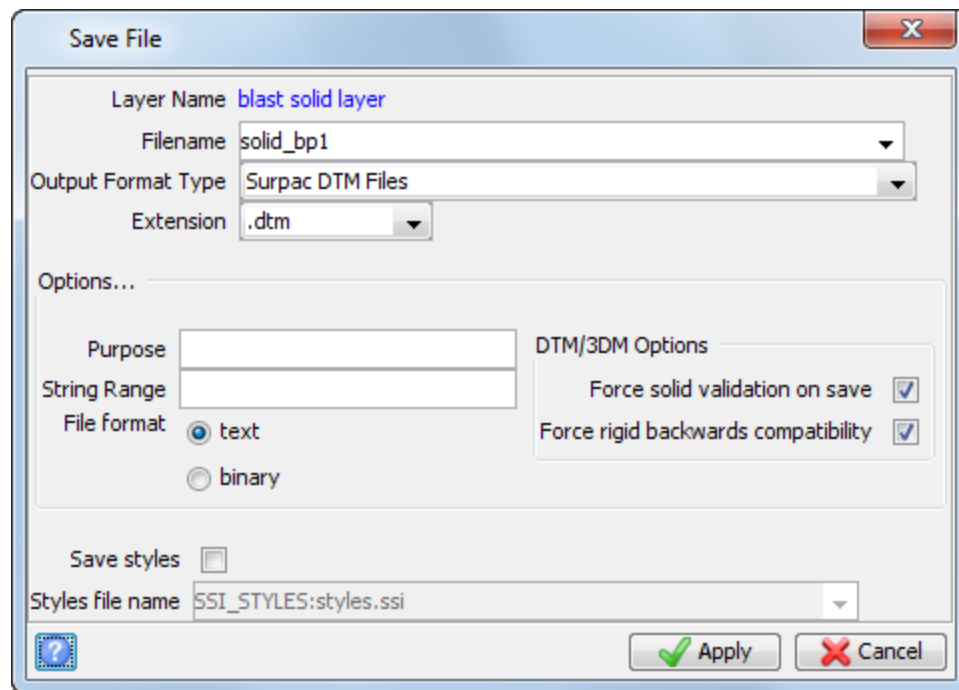 Save File
Layer Name blast solid layer
Filename solid_bp1
Output Format Type Surpac DTM Files
Extension .dtm
Options...
Purpose
String Range
File format text
binary
DTM/3DM Options
Force solid validation on save
Force rigid backwards compatibility
Save styles
Styles file name SSI_STYLES:styles.ssi
? Apply Cancel